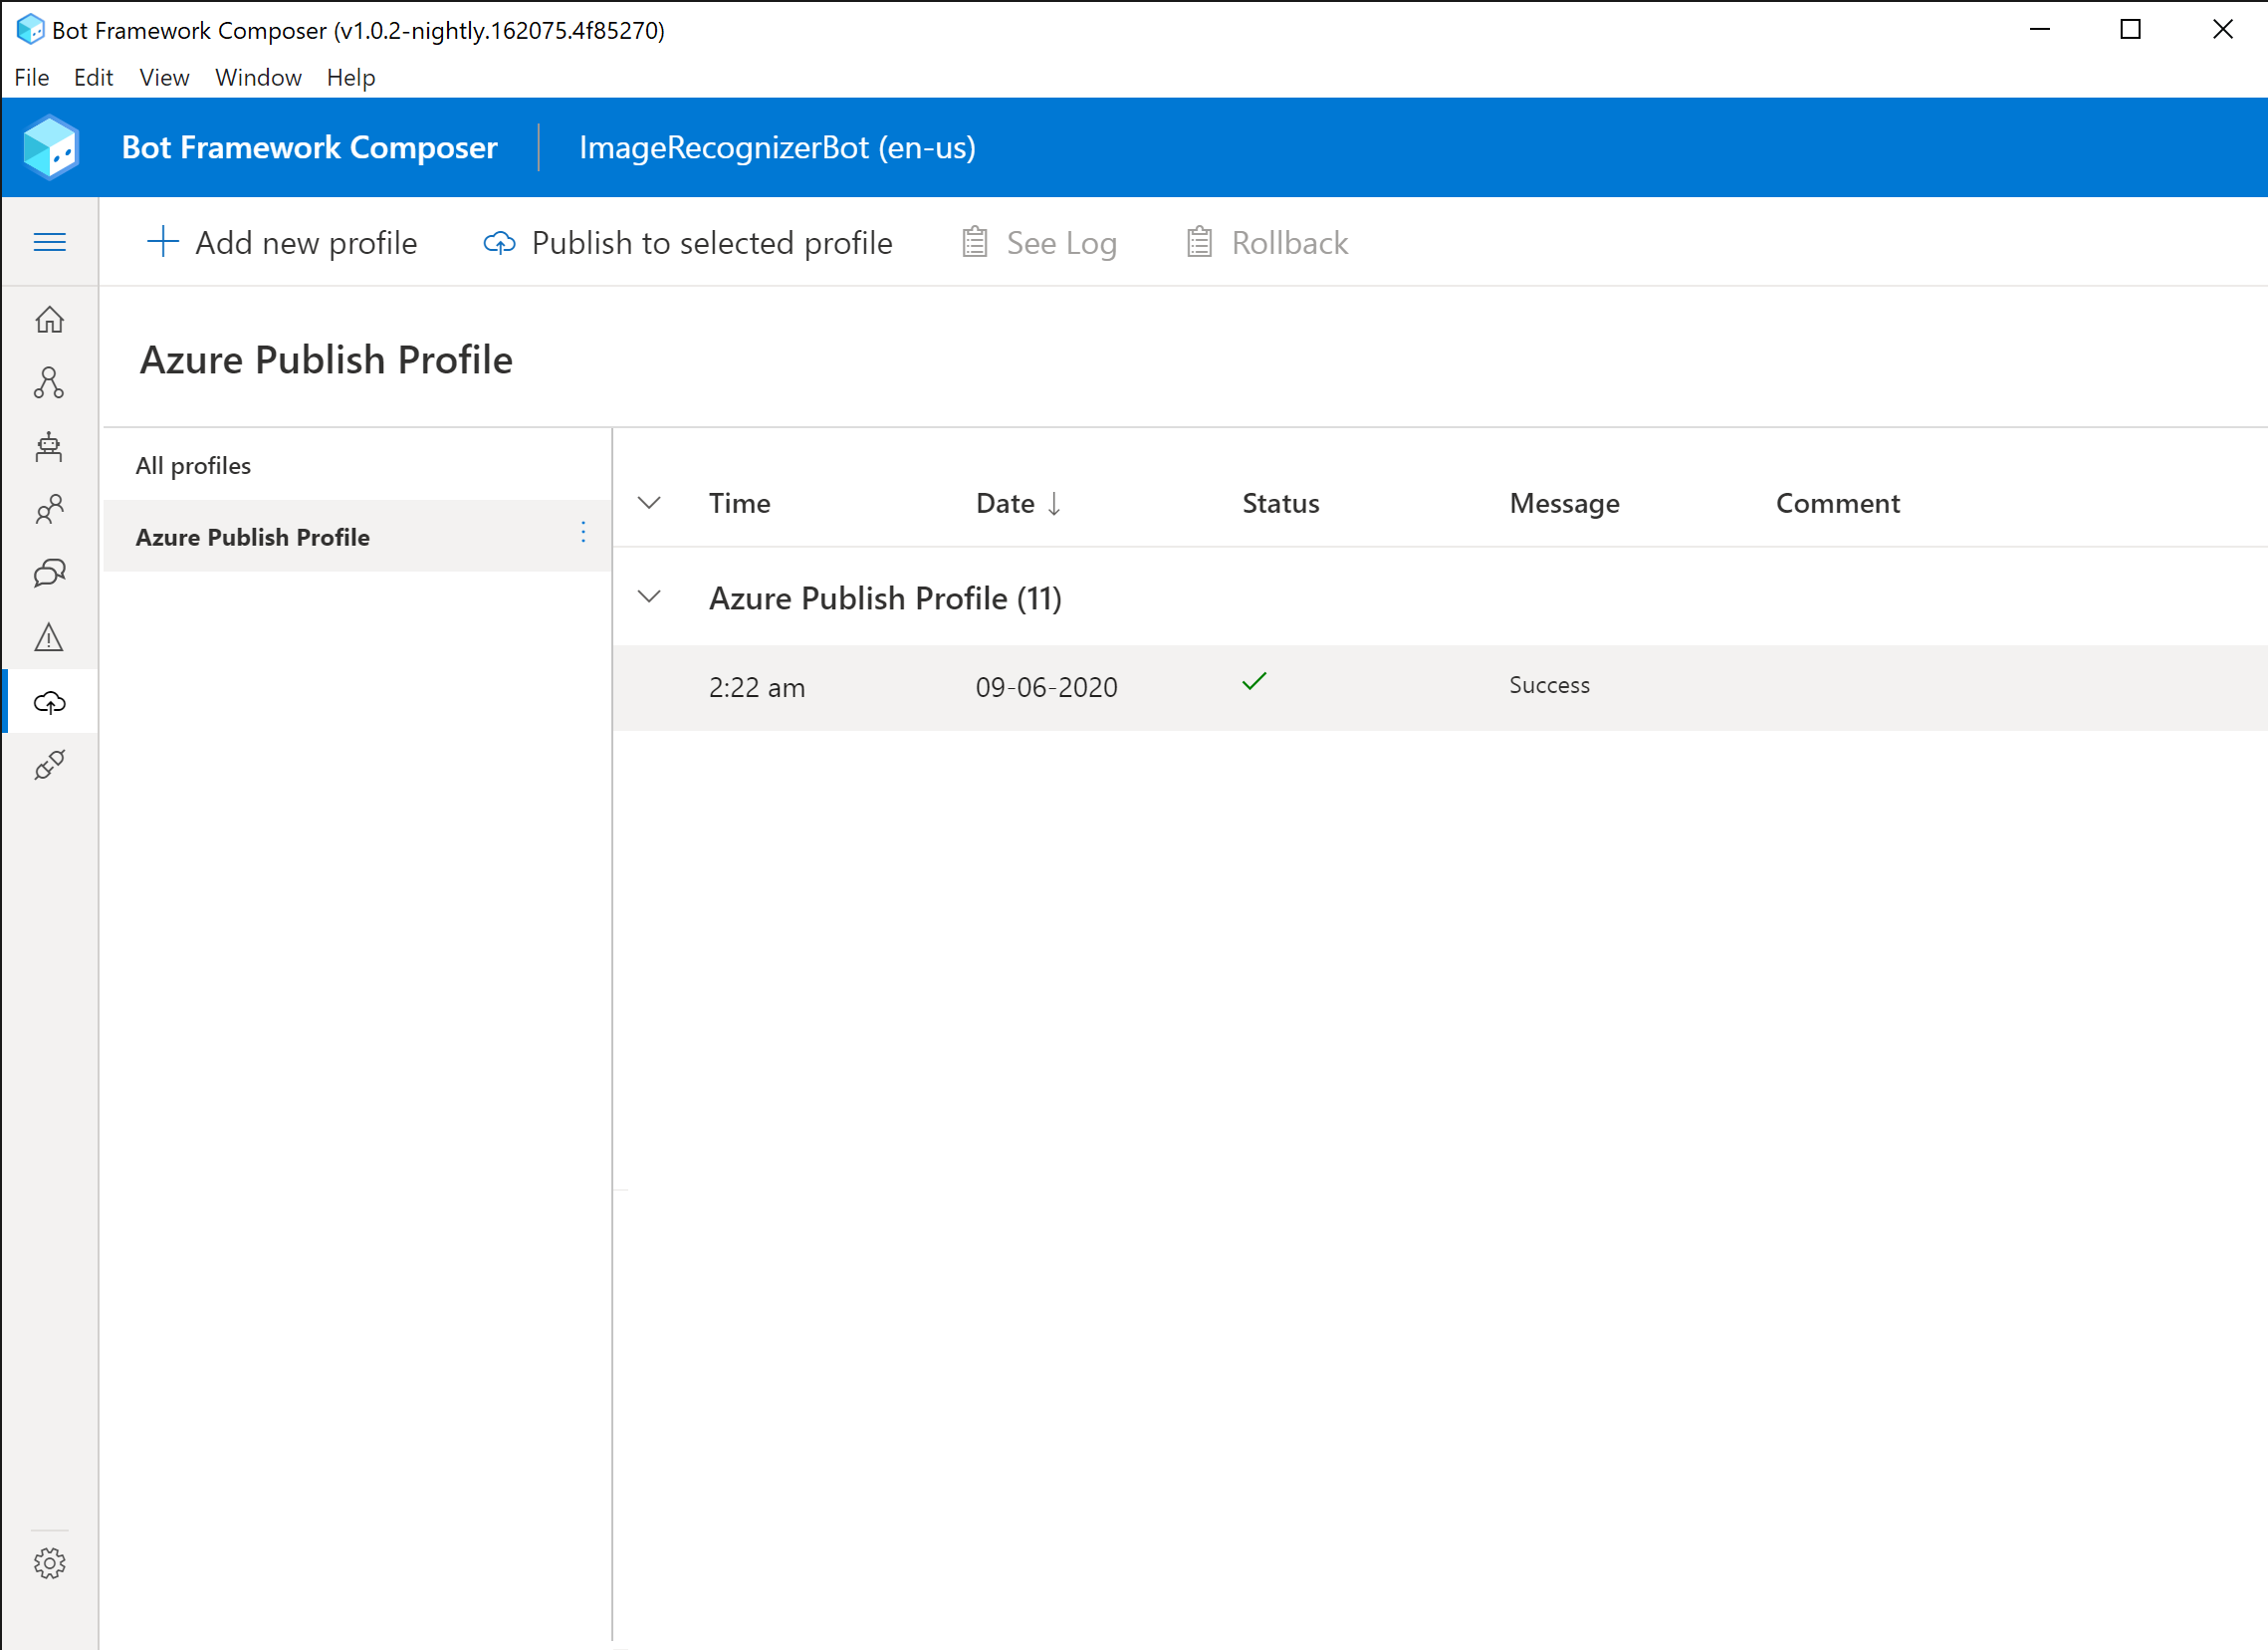 Bot Framework Composer (v1.0.2-nightly.162075.4f85270)
File Edit View Window Help
Bot Framework Composer ImageRecognizerBot (en-us)
Add new profile Publish to selected profile See Log Rollback
Azure Publish Profile
All profiles
Azure Publish Profile
Time Date ↓ Status Message Comment
Azure Publish Profile (11)
2:22 am 09-06-2020 Success